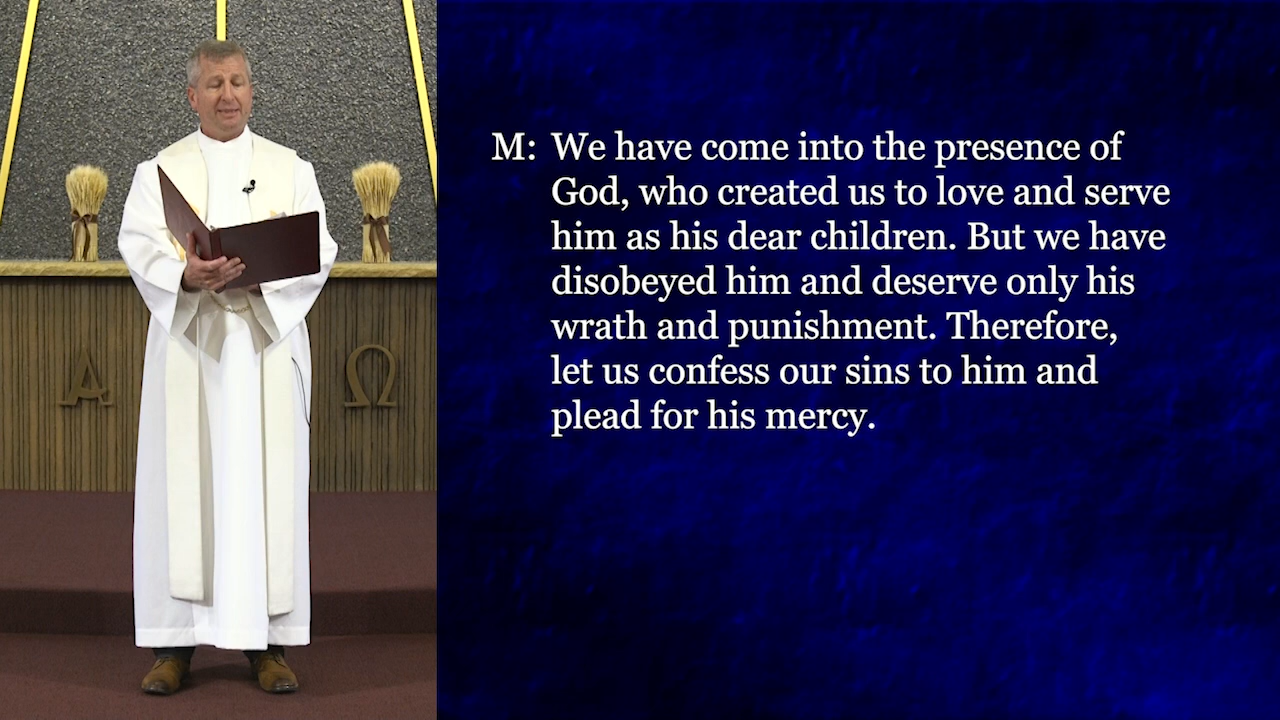 M: We have come into the presence of
God, who created us to love and serve
him as his dear children. But we have
disobeyed him and deserve only his
wrath and punishment. Therefore,
let us confess our sins to him and
plead for his mercy.
Α Ω